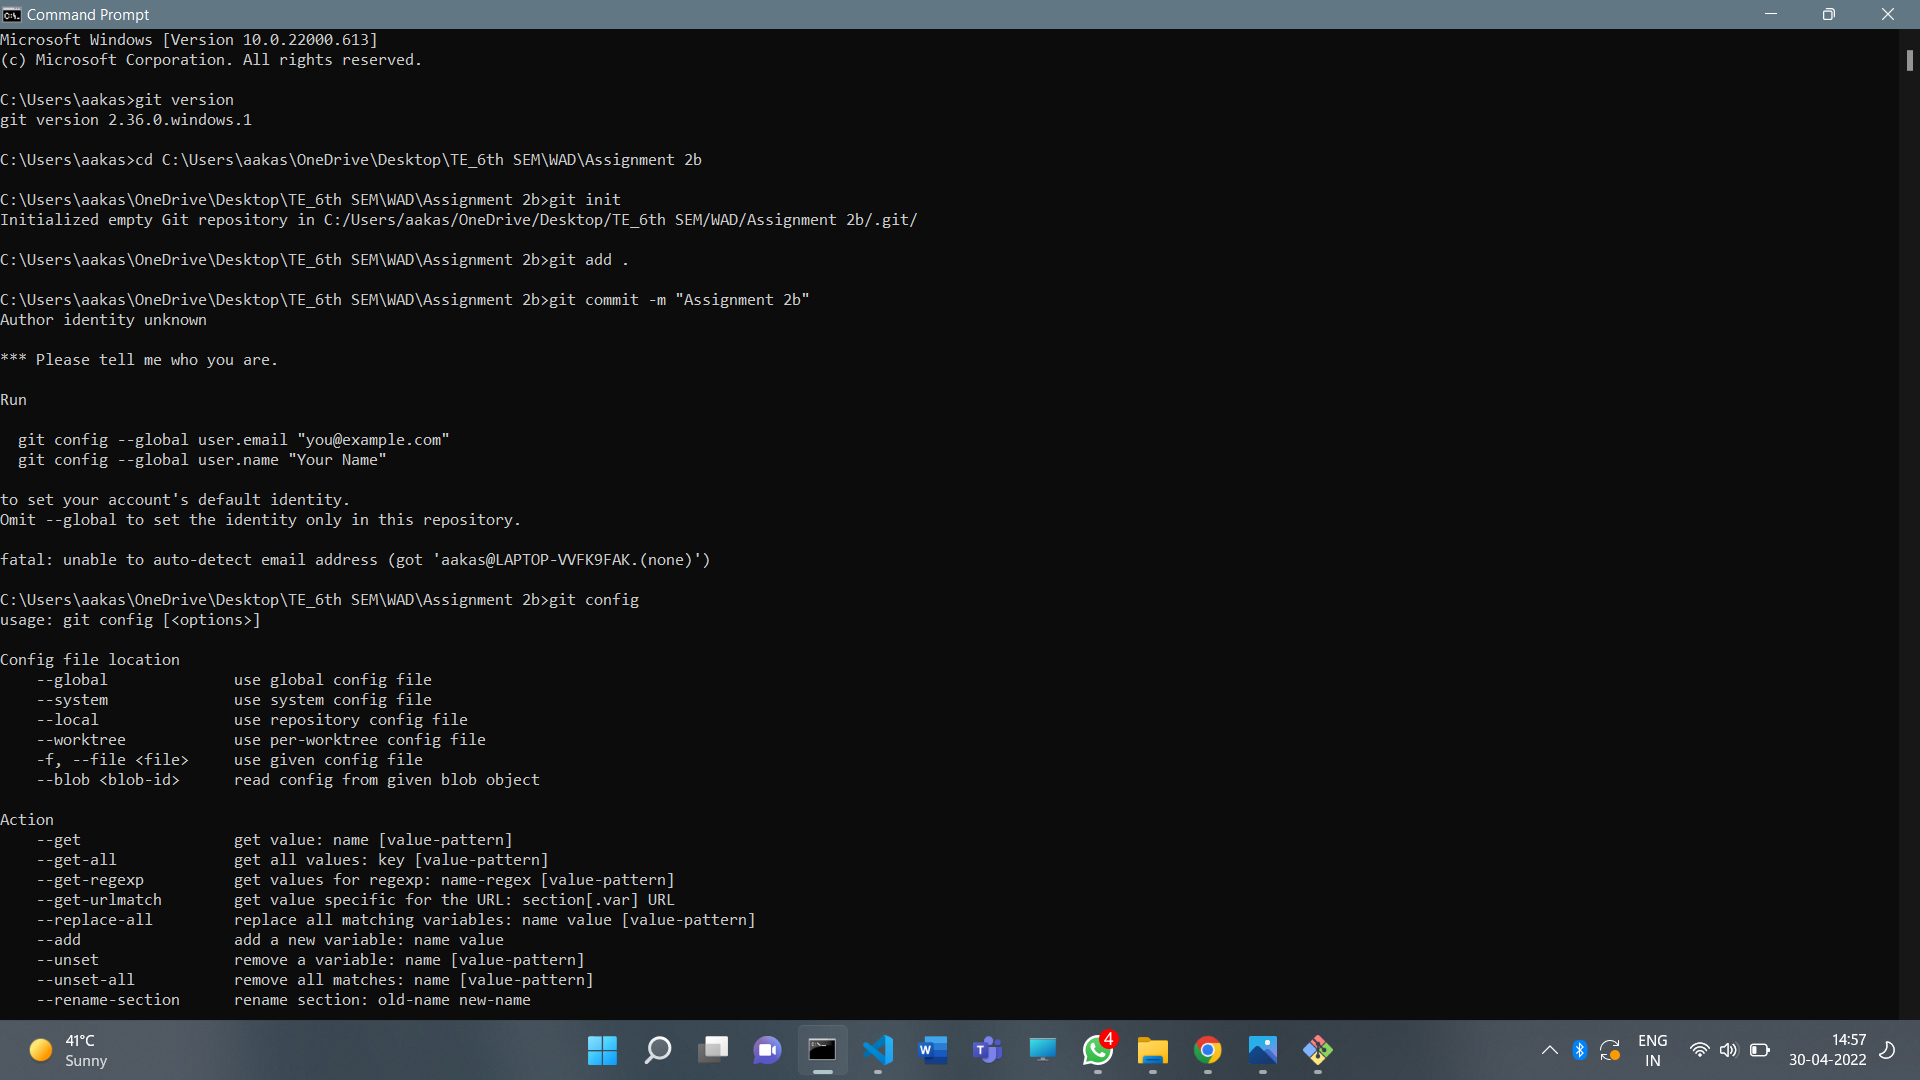 Command Prompt
Microsoft Windows [Version 10.0.22000.613]
(c) Microsoft Corporation. All rights reserved.
C:\Users\aakas>git version
git version 2.36.0.windows.1
C:\Users\aakas>cd C:\Users\aakas\OneDrive\Desktop\TE_6th SEM\WAD\Assignment 2b
C:\Users\aakas\OneDrive\Desktop\TE_6th SEM\WAD\Assignment 2b>git init
Initialized empty Git repository in C:/Users/aakas/OneDrive/Desktop/TE_6th SEM/WAD/Assignment 2b/.git/
C:\Users\aakas\OneDrive\Desktop\TE_6th SEM\WAD\Assignment 2b>git add .
C:\Users\aakas\OneDrive\Desktop\TE_6th SEM\WAD\Assignment 2b>git commit -m "Assignment 2b"
Author identity unknown
*** Please tell me who you are.
Run
  git config --global user.email "you@example.com"
  git config --global user.name "Your Name"
to set your account's default identity.
Omit --global to set the identity only in this repository.
fatal: unable to auto-detect email address (got 'aakas@LAPTOP-VVFK9FAK.(none)')
C:\Users\aakas\OneDrive\Desktop\TE_6th SEM\WAD\Assignment 2b>git config
usage: git config [<options>]
Config file location
    --global              use global config file
    --system              use system config file
    --local               use repository config file
    --worktree            use per-worktree config file
    -f, --file <file>     use given config file
    --blob <blob-id>      read config from given blob object
Action
    --get                 get value: name [value-pattern]
    --get-all             get all values: key [value-pattern]
    --get-regexp          get values for regexp: name-regex [value-pattern]
    --get-urlmatch        get value specific for the URL: section[.var] URL
    --replace-all         replace all matching variables: name value [value-pattern]
    --add                 add a new variable: name value
    --unset               remove a variable: name [value-pattern]
    --unset-all           remove all matches: name [value-pattern]
    --rename-section      rename section: old-name new-name
41°C
Sunny
4
ENG
IN
14:57
30-04-2022